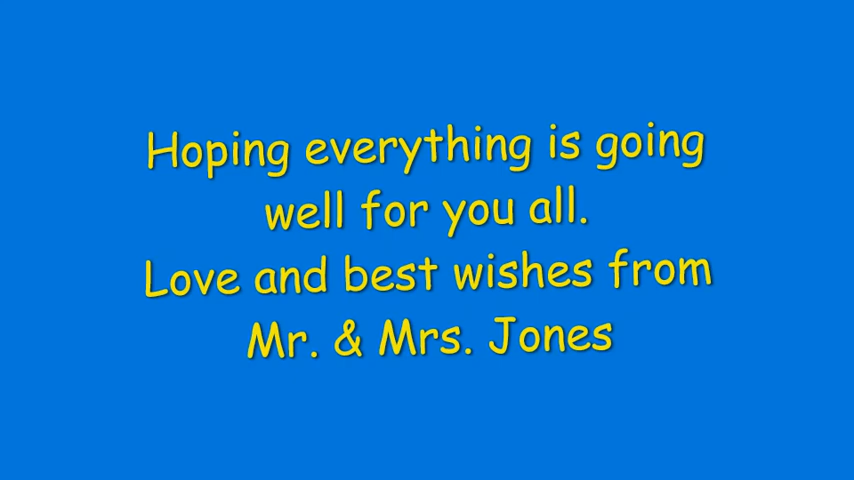 Hoping everything is going
well for you all.
Love and best wishes from
Mr. & Mrs. Jones